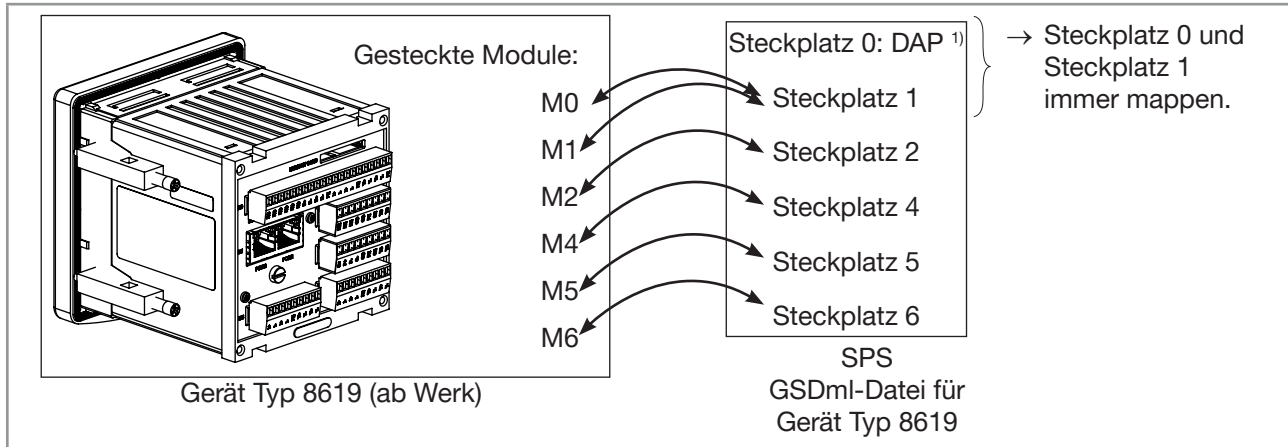 Gesteckte Module:
M0
M1
M2
M4
M5
M6
Gerät Typ 8619 (ab Werk)
Steckplatz 0: DAP 1)
Steckplatz 1
Steckplatz 2
Steckplatz 4
Steckplatz 5
Steckplatz 6
SPS
GSDml-Datei für
Gerät Typ 8619
→ Steckplatz 0 und
Steckplatz 1
immer mappen.